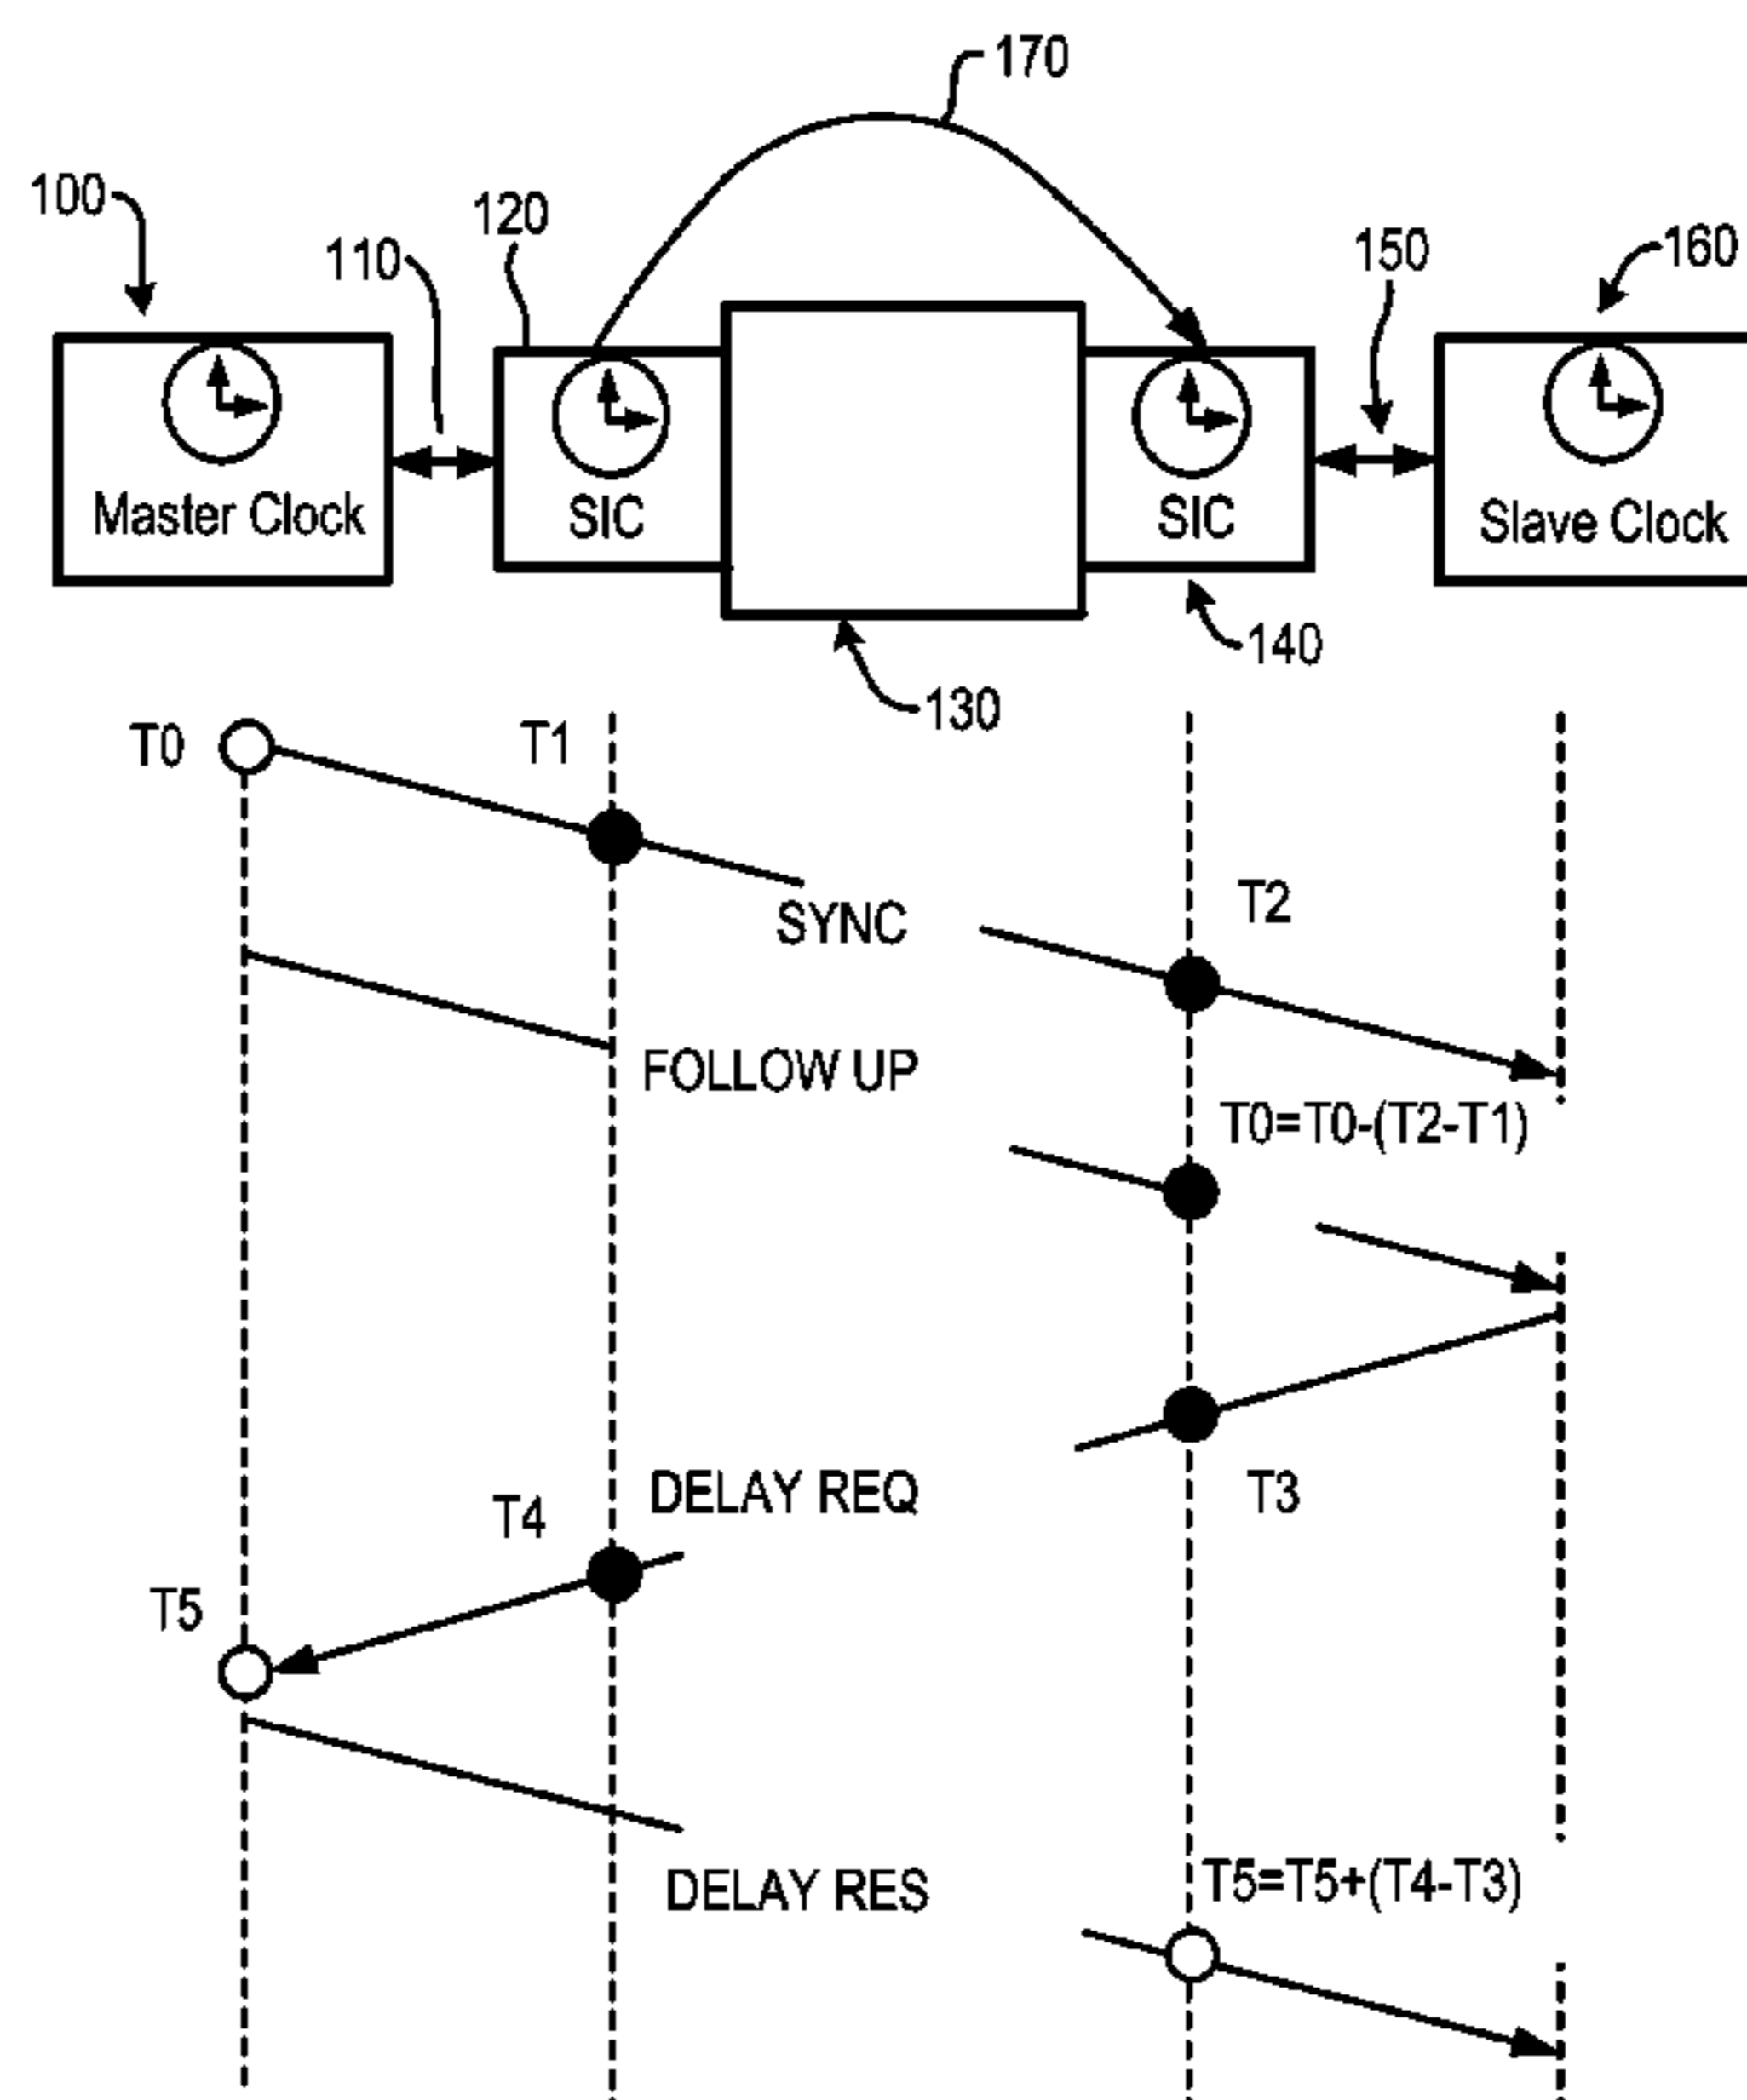 170
100
120
110
150
160
Master Clock
SIC
SIC
Slave Clock
140
130
T0
T1
SYNC
T2
FOLLOW UP
T0=T0-(T2-T1)
DELAY REQ
T3
T4
T5
DELAY RES
T5=T5+(T4-T3)